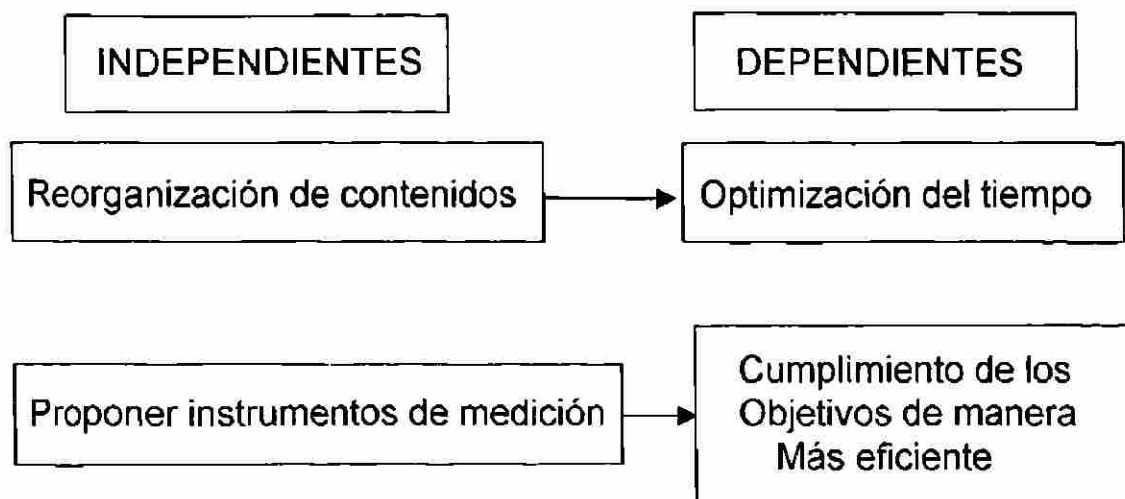 INDEPENDIENTES
DEPENDIENTES
Reorganización de contenidos
Optimización del tiempo
Proponer instrumentos de medición
Cumplimiento de los
Objetivos de manera
Más eficiente